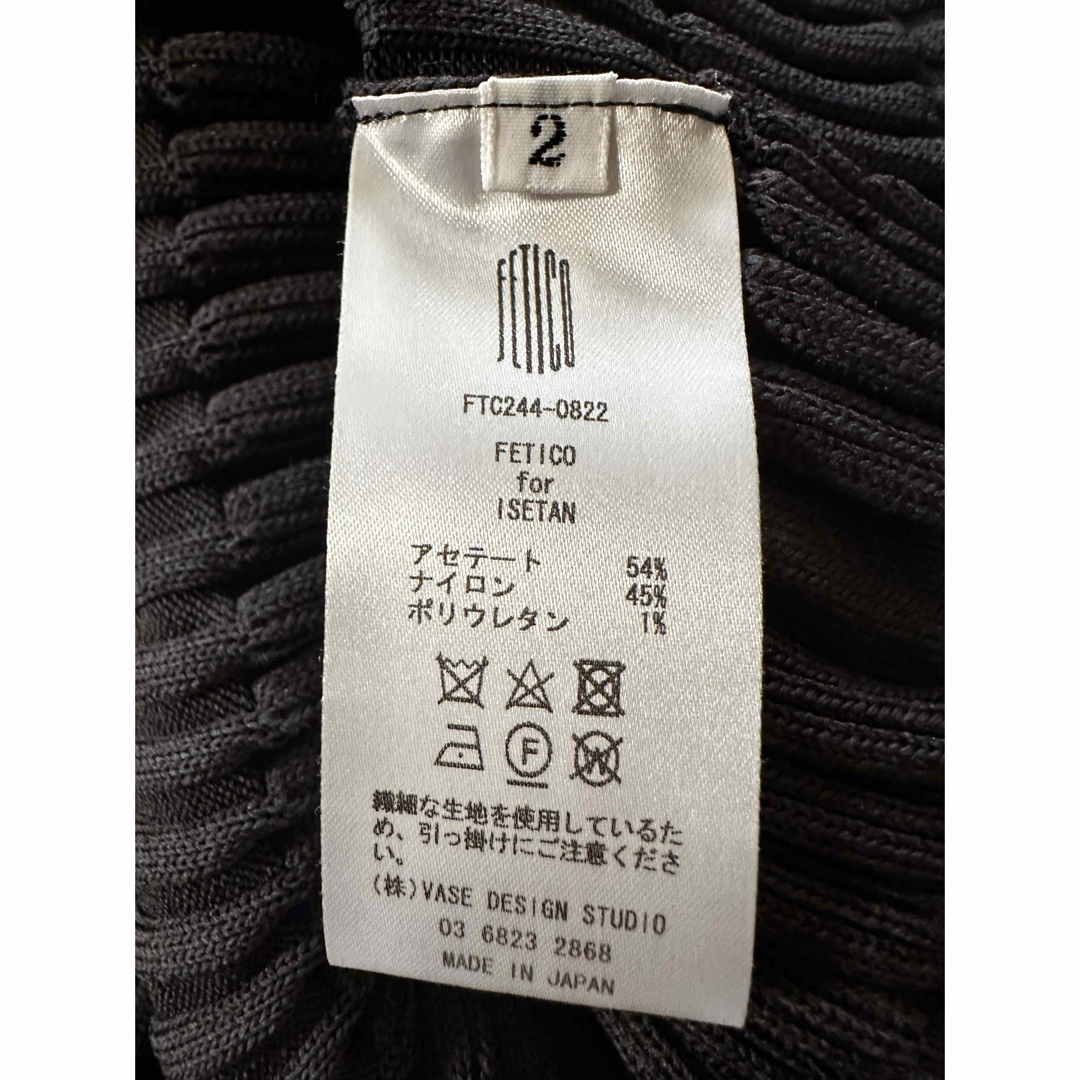 2
FETICO
FTC244-0822
FETICO
for
ISETAN
アセテート 54%
ナイロン 45%
ポリウレタン 1%
F W
繊細な生地を使用しているた
め、引っ掛けにご注意くださ
い。
(株)VASE DESIGN STUDIO
03 6823 2868
MADE IN JAPAN